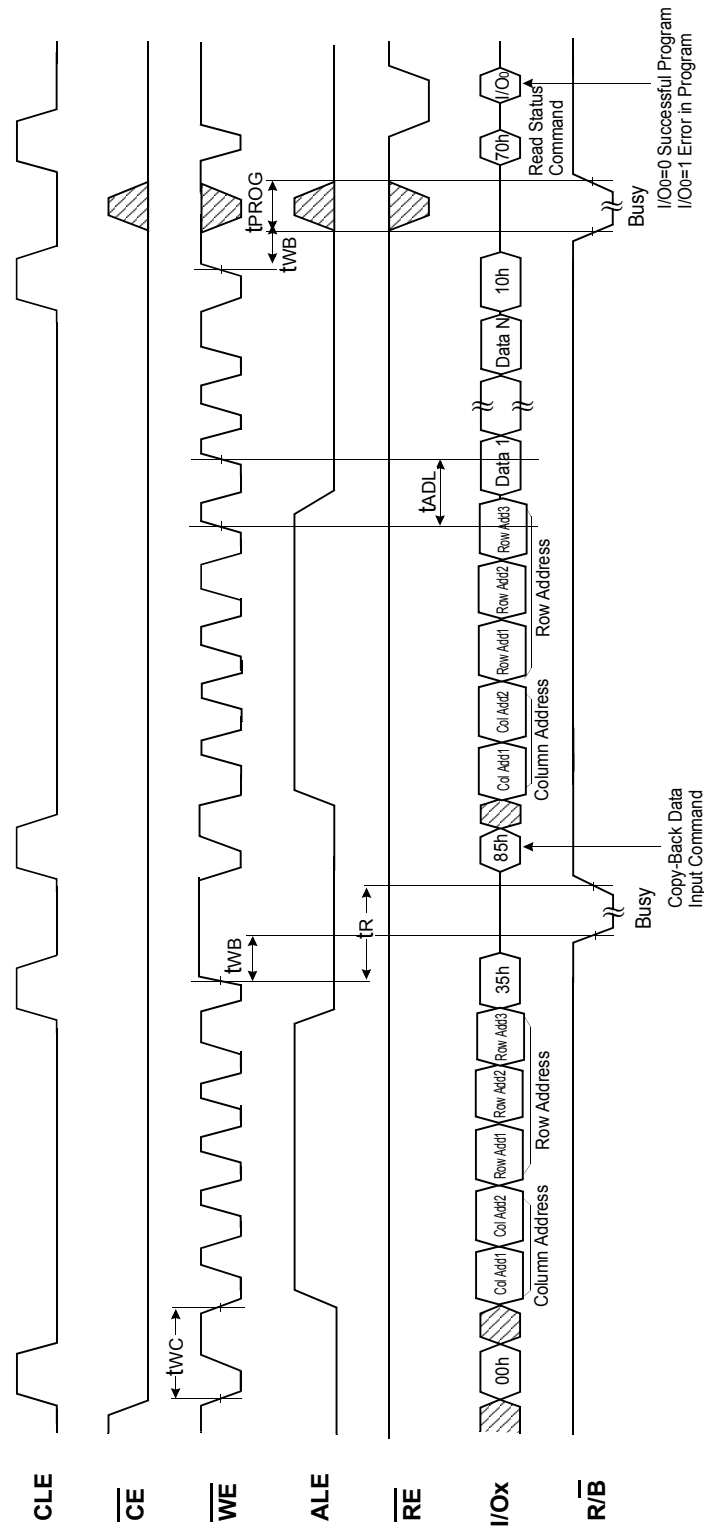 CLE
CE
WE
tWC
tWB
tWB
tPROG
ALE
tR
RE
tADL
I/Ox
00h
Col Add1
Col Add2
Row Add1
Row Add2
Row Add3
35h
85h
Col Add1
Col Add2
Row Add1
Row Add2
Row Add3
Data 1
Data N
10h
70h
I/O0
Column Address
Row Address
Column Address
Row Address
Read Status
Command
R/B
Busy
Busy
Copy-Back Data
Input Command
I/O0=0 Successful Program
I/O0=1 Error in Program